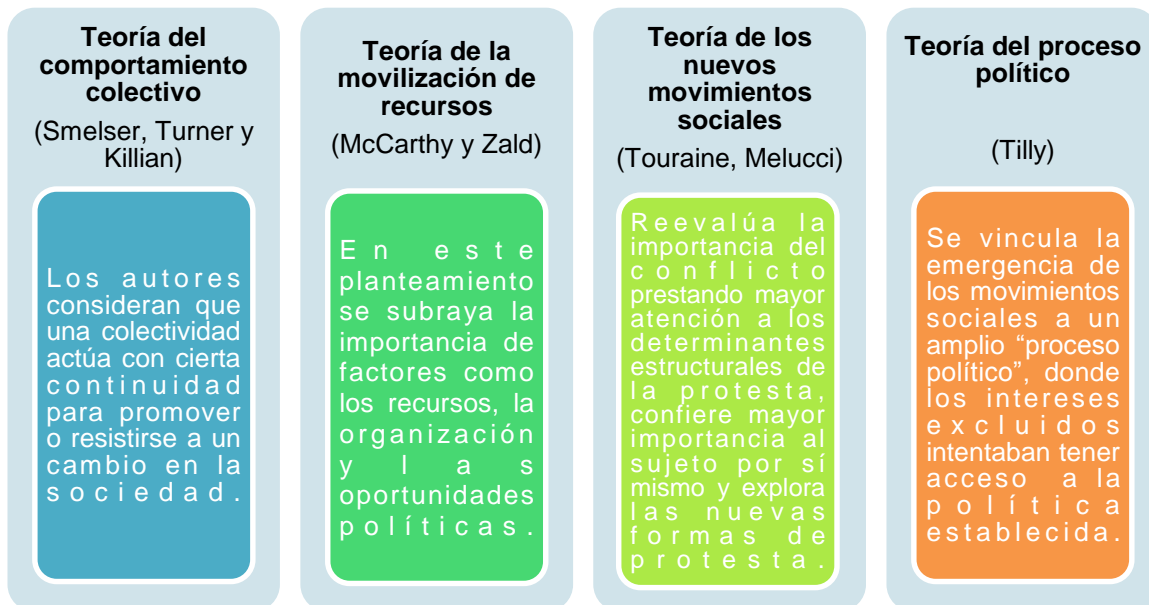 Teoría del
comportamiento
colectivo
(Smelser, Turner y
Killian)
Los autores
consideran que
una colectividad
actúa con cierta
continuidad
para promover
o resistirse a un
cambio en la
sociedad.
Teoría de la
movilización de
recursos
(McCarthy y Zald)
En este
planteamiento
se subraya la
importancia de
factores como
los recursos, la
organización
y las
oportunidades
políticas.
Teoría de los
nuevos
movimientos
sociales
(Touraine, Melucci)
Reevalúa la
importancia del
conflicto
prestando mayor
atención a los
determinantes
estructurales de
la protesta,
confiere mayor
importancia al
sujeto por sí
mismo y explora
las nuevas
formas de
protesta.
Teoría del proceso
político
(Tilly)
Se vincula la
emergencia de
los movimientos
sociales a un
amplio “proceso
político”, donde
los intereses
excluidos
intentaban tener
acceso a la
política
establecida.